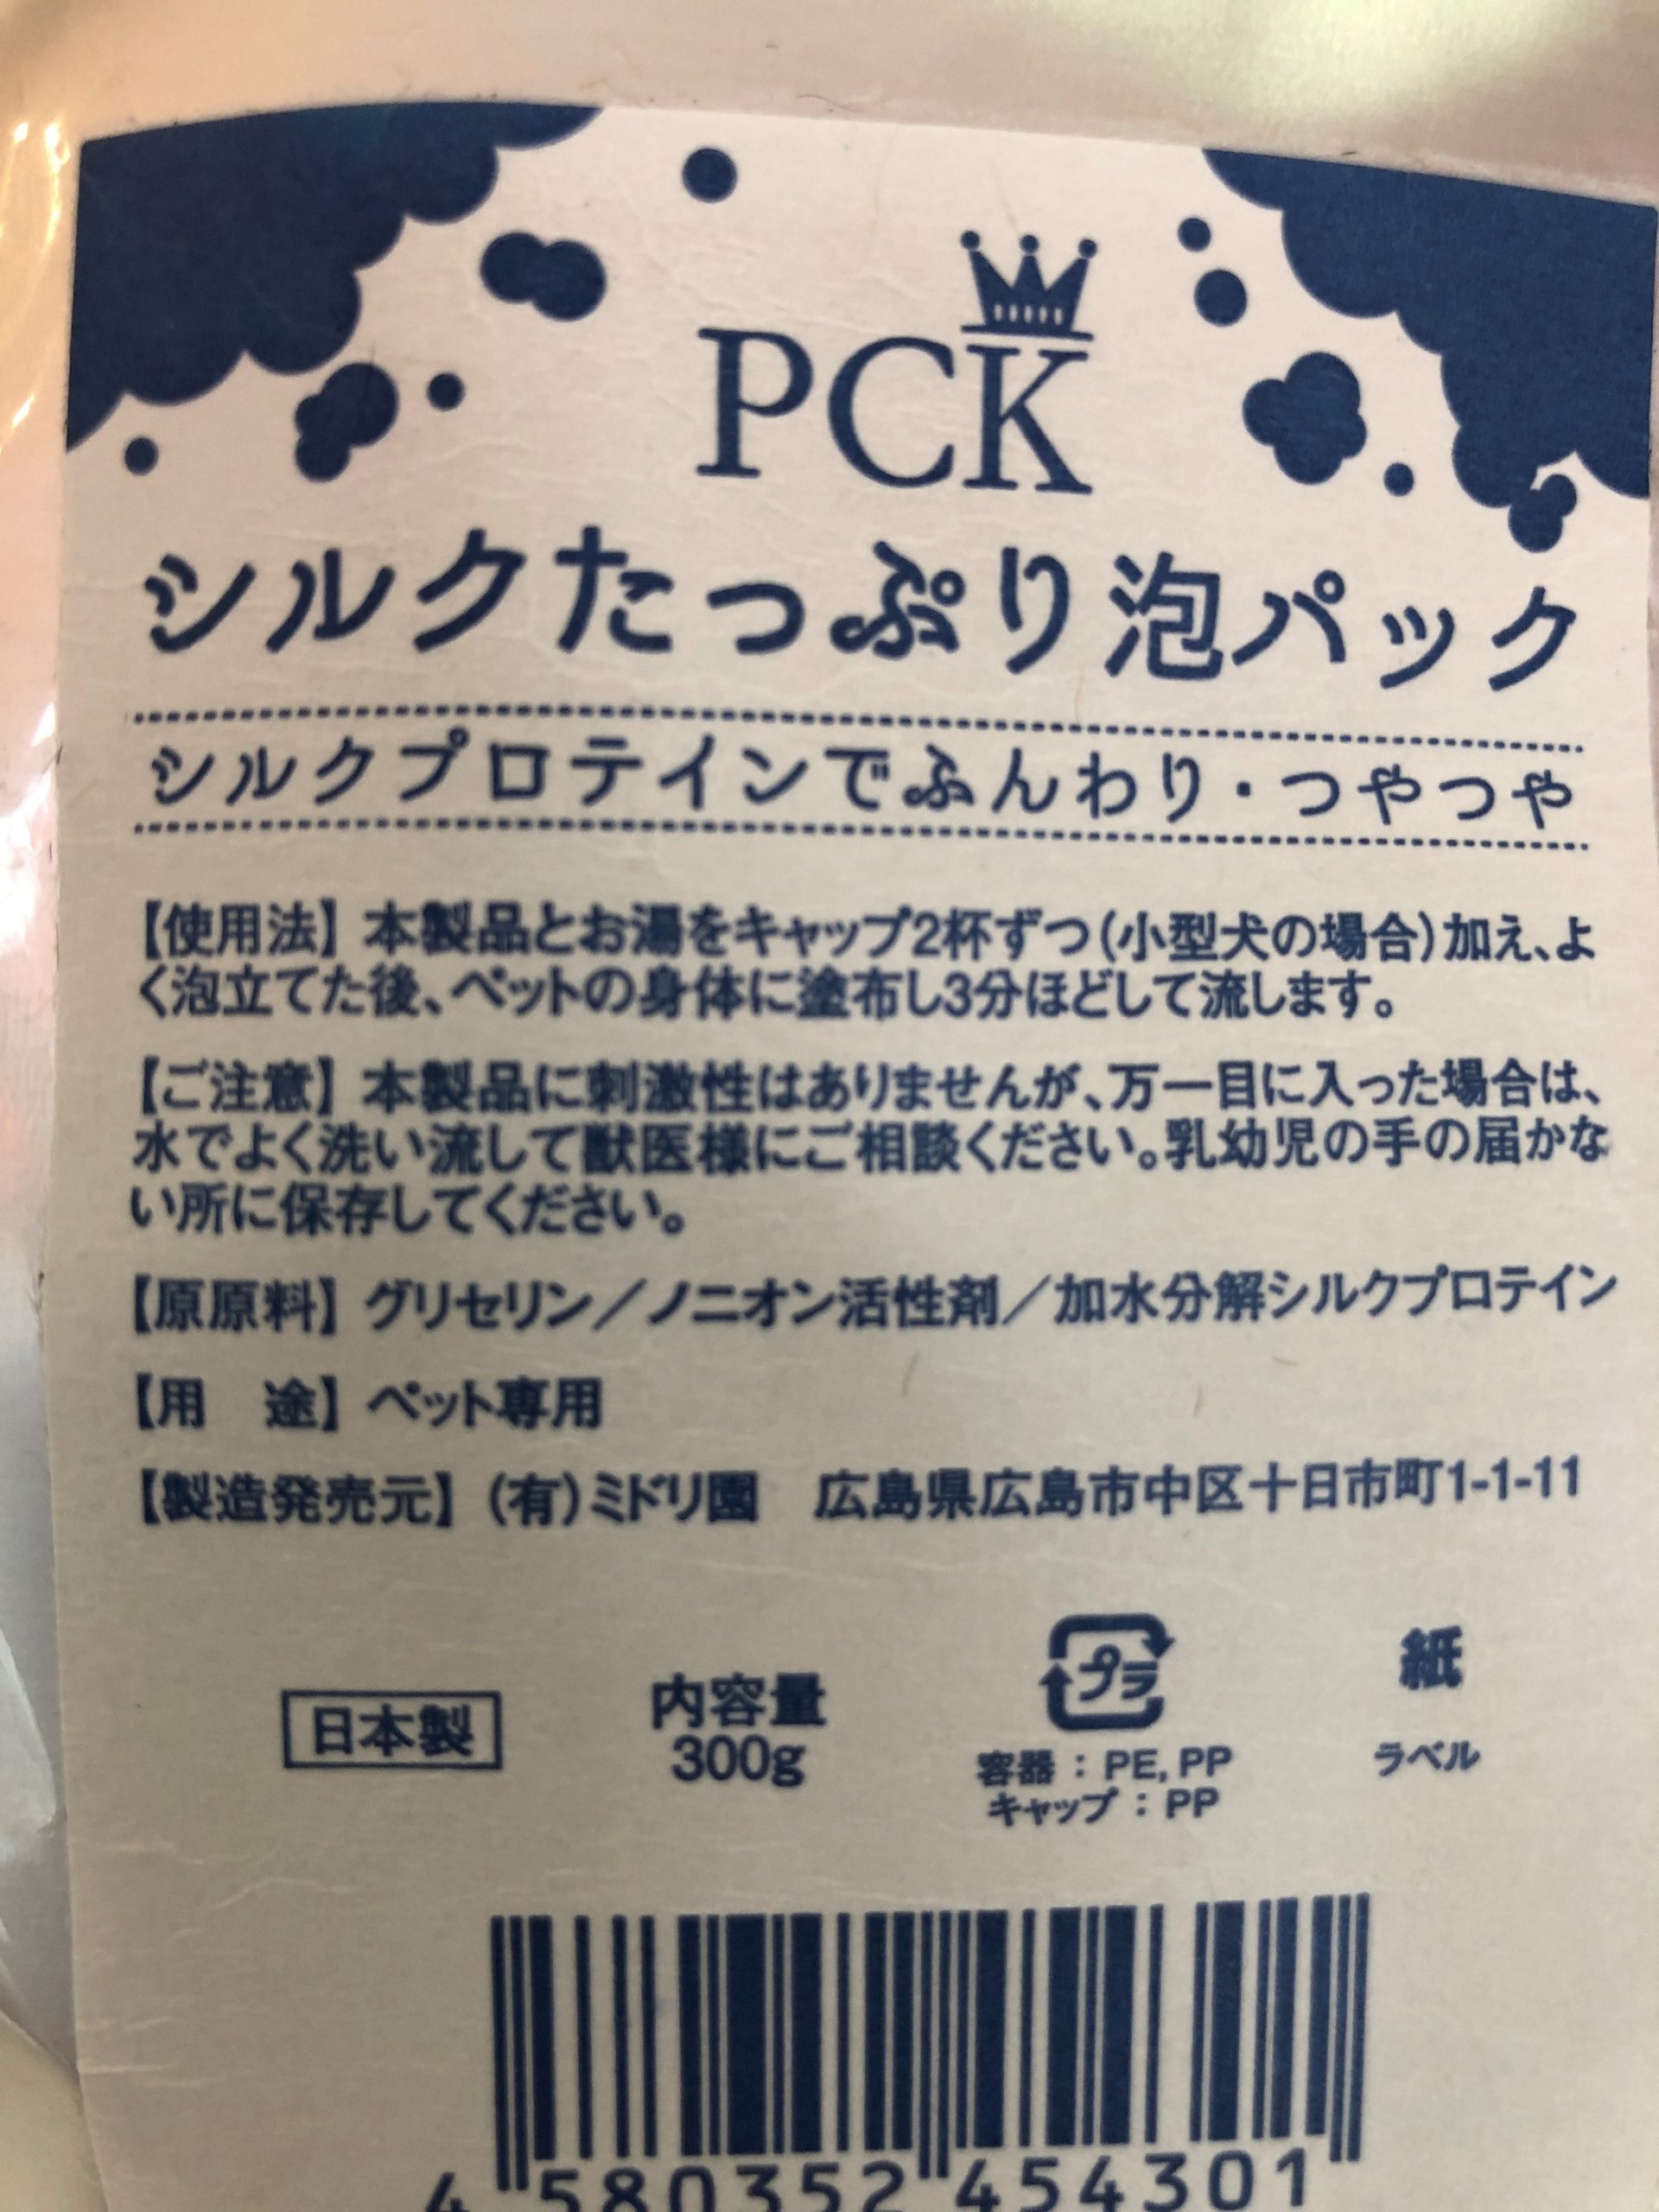 PCK
シルクたっぷり泡パック
シルクプロテインでふんわり・つやつや
【使用法】本製品とお湯をキャップ2杯ずつ(小型犬の場合)加え、よ
く泡立てた後、ペットの身体に塗布し3分ほどして流します。
【ご注意】本製品に刺激性はありませんが、万一目に入った場合は、
水でよく洗い流して獣医様にご相談ください。乳幼児の手の届かな
い所に保存してください。
【原原料】グリセリン／ノニオン活性剤／加水分解シルクプロテイン
【用　途】ペット専用
【製造発売元】(有)ミドリ園　広島県広島市中区十日市町1-1-11
日本製
内容量
300g
プラ
容器：PE, PP
キャップ：PP
紙
ラベル
4 580352 454301